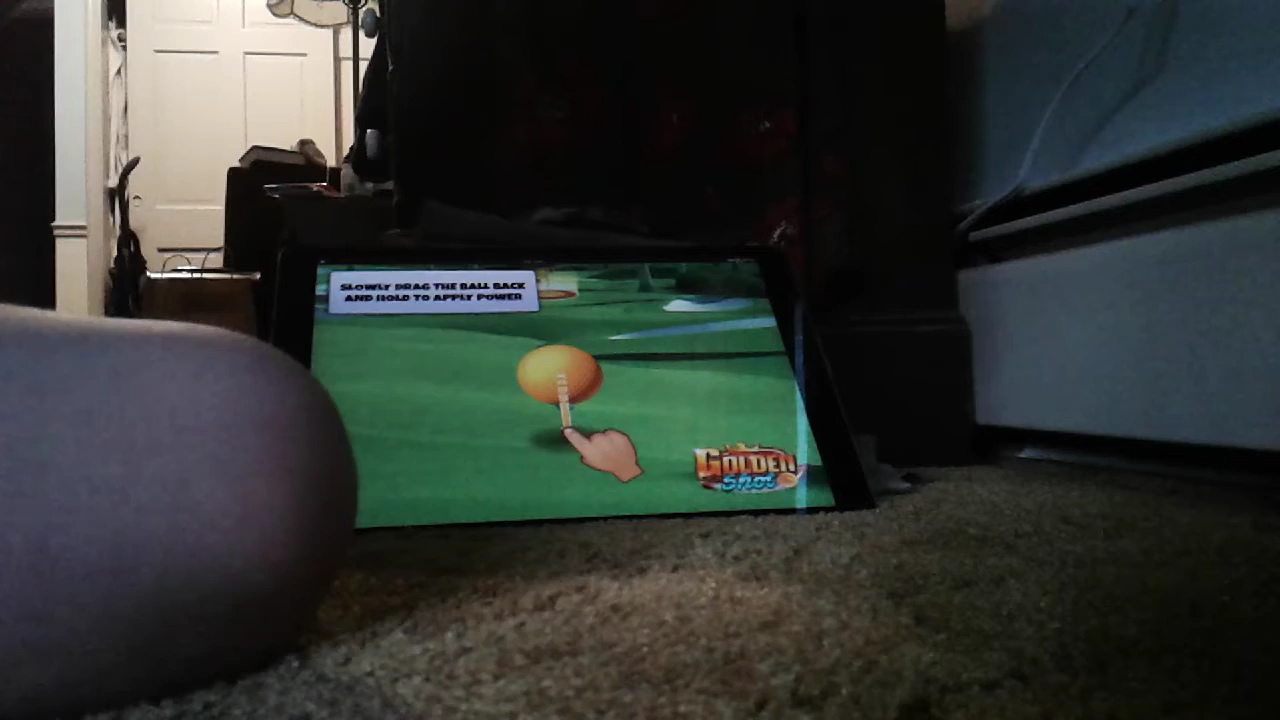 SLOWLY DRAG THE BALL BACK
AND HOLD TO APPLY POWER
GOLDEN
SHOT